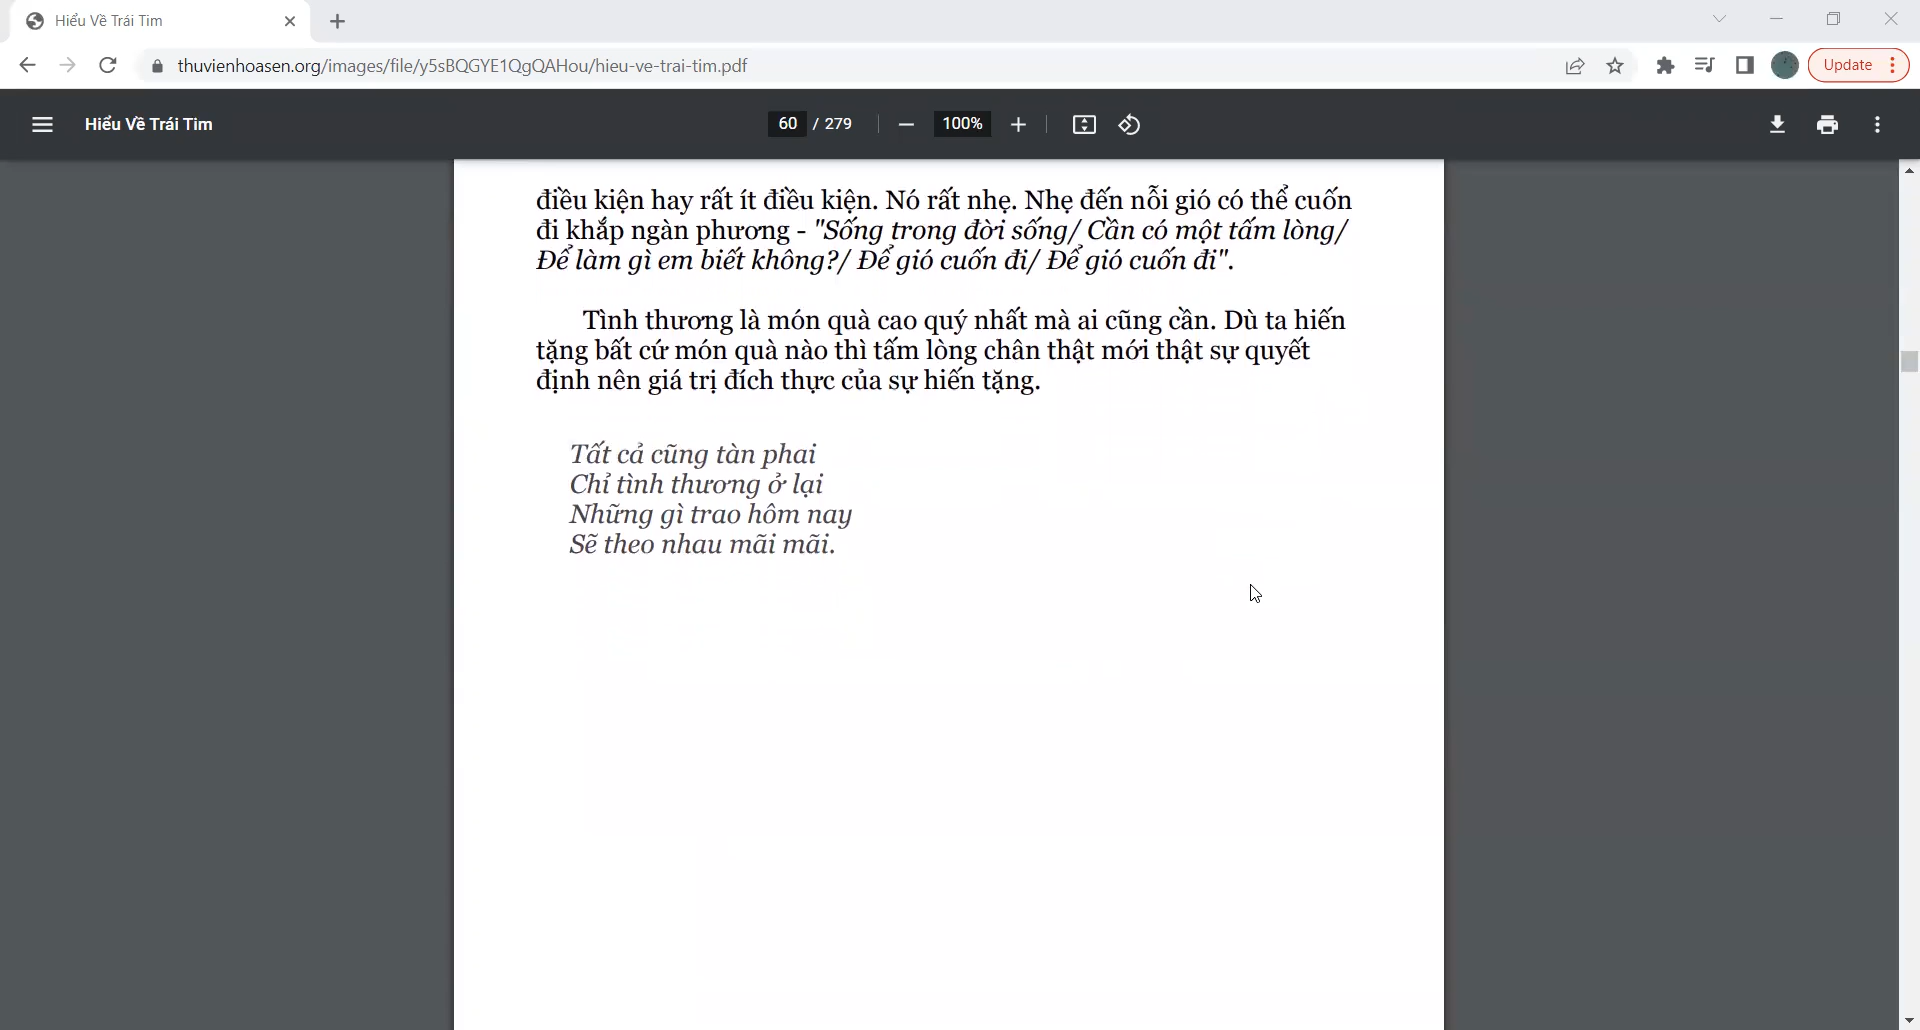 Hiểu Về Trái Tim
thuvienhoasen.org/images/file/y5sBQGYE1QgQAHou/hieu-ve-trai-tim.pdf
Update
Hiểu Về Trái Tim
60 / 279
100%
điều kiện hay rất ít điều kiện. Nó rất nhẹ. Nhẹ đến nỗi gió có thể cuốn
đi khắp ngàn phương - "Sống trong đời sống/ Cần có một tấm lòng/
Để làm gì em biết không?/ Để gió cuốn đi/ Để gió cuốn đi".
Tình thương là món quà cao quý nhất mà ai cũng cần. Dù ta hiến
tặng bất cứ món quà nào thì tấm lòng chân thật mới thật sự quyết
định nên giá trị đích thực của sự hiến tặng.
Tất cả cũng tàn phai
Chỉ tình thương ở lại
Những gì trao hôm nay
Sẽ theo nhau mãi mãi.